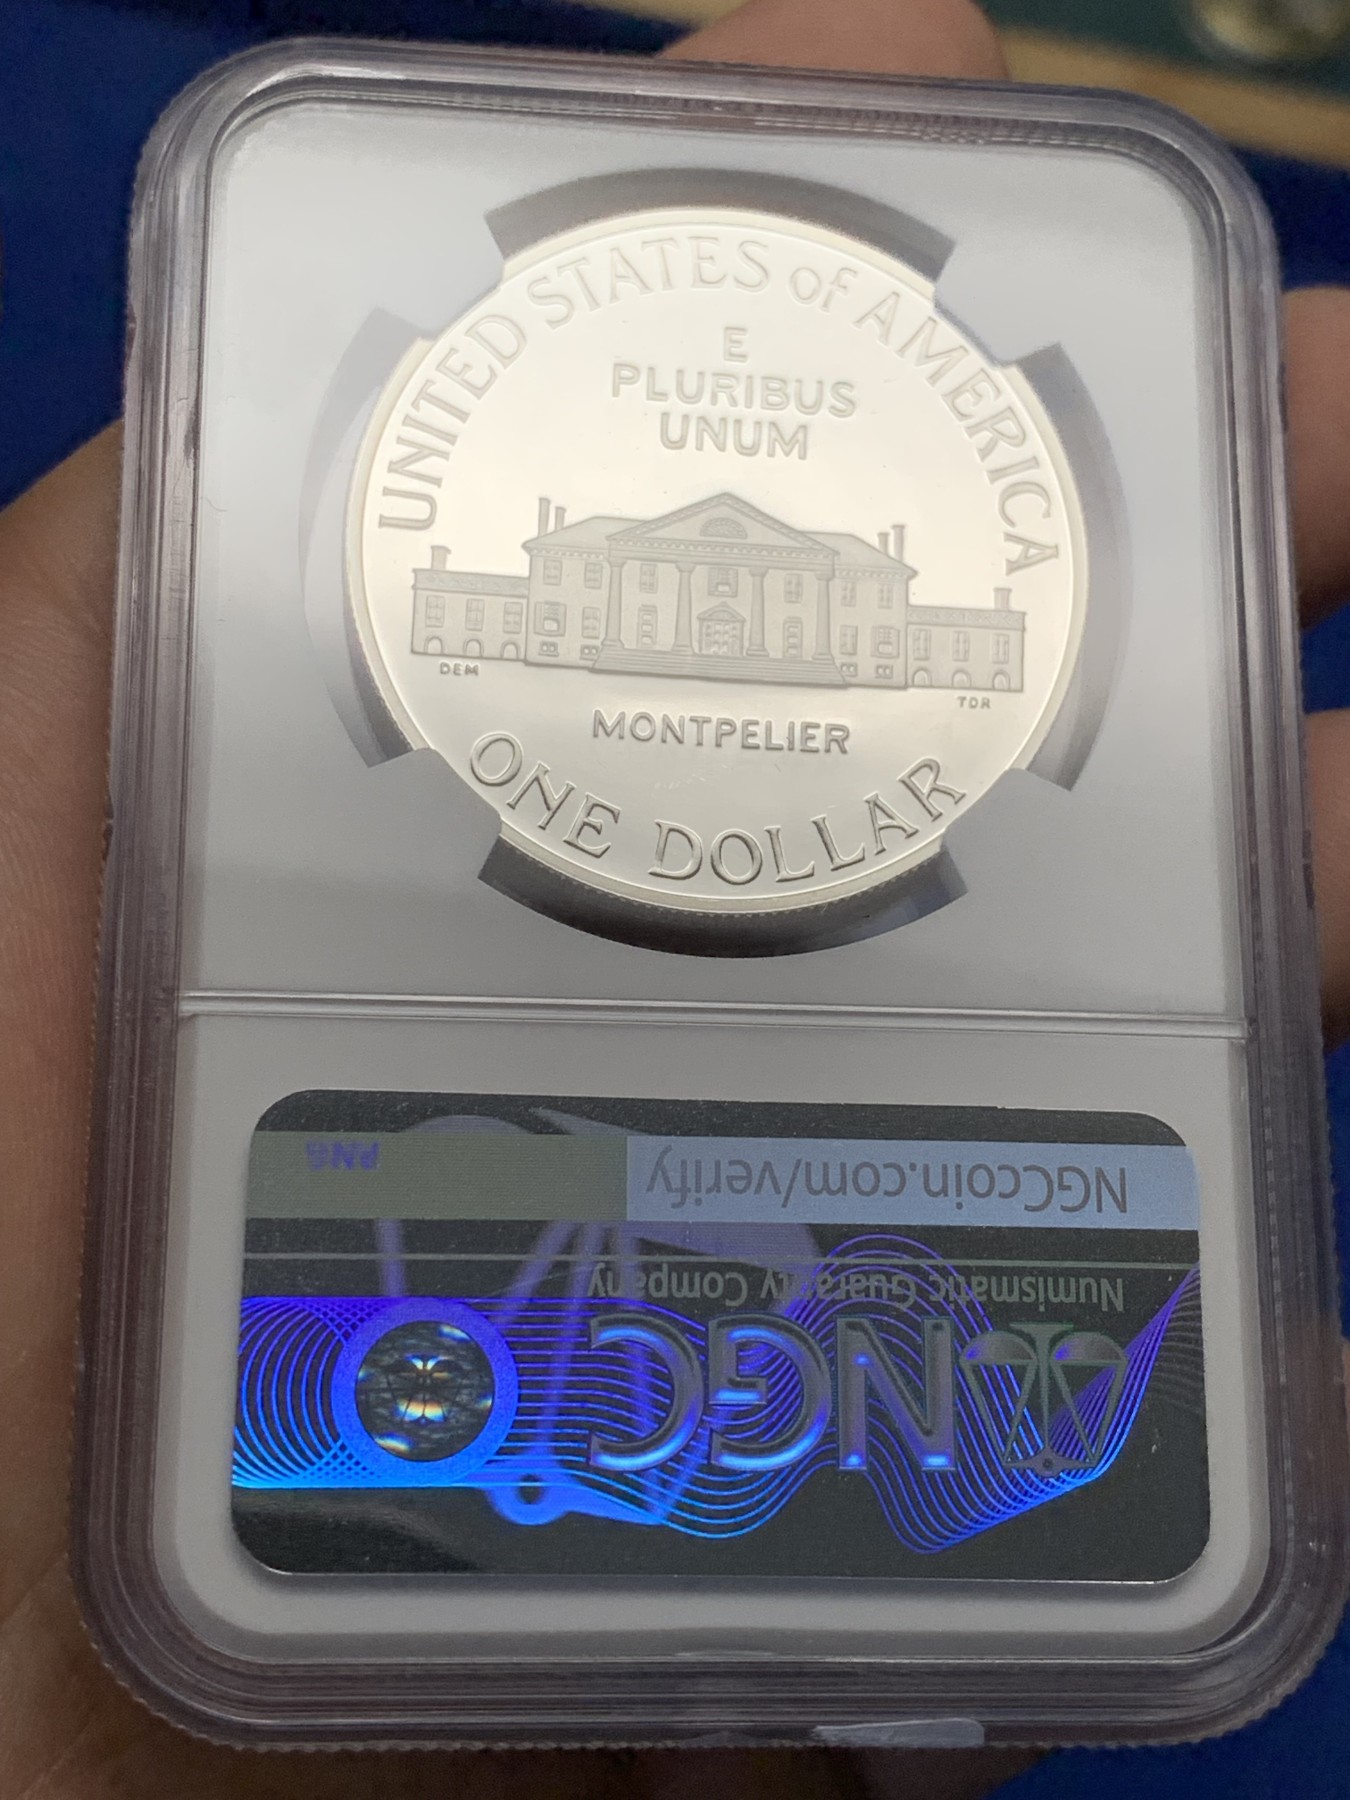 UNITED STATES of AMERICA
E
PLURIBUS
UNUM
DEM
TDR
MONTPELIER
ONE DOLLAR
NGCcoin.com/verify
Numismatic Guaranty Company
NGC